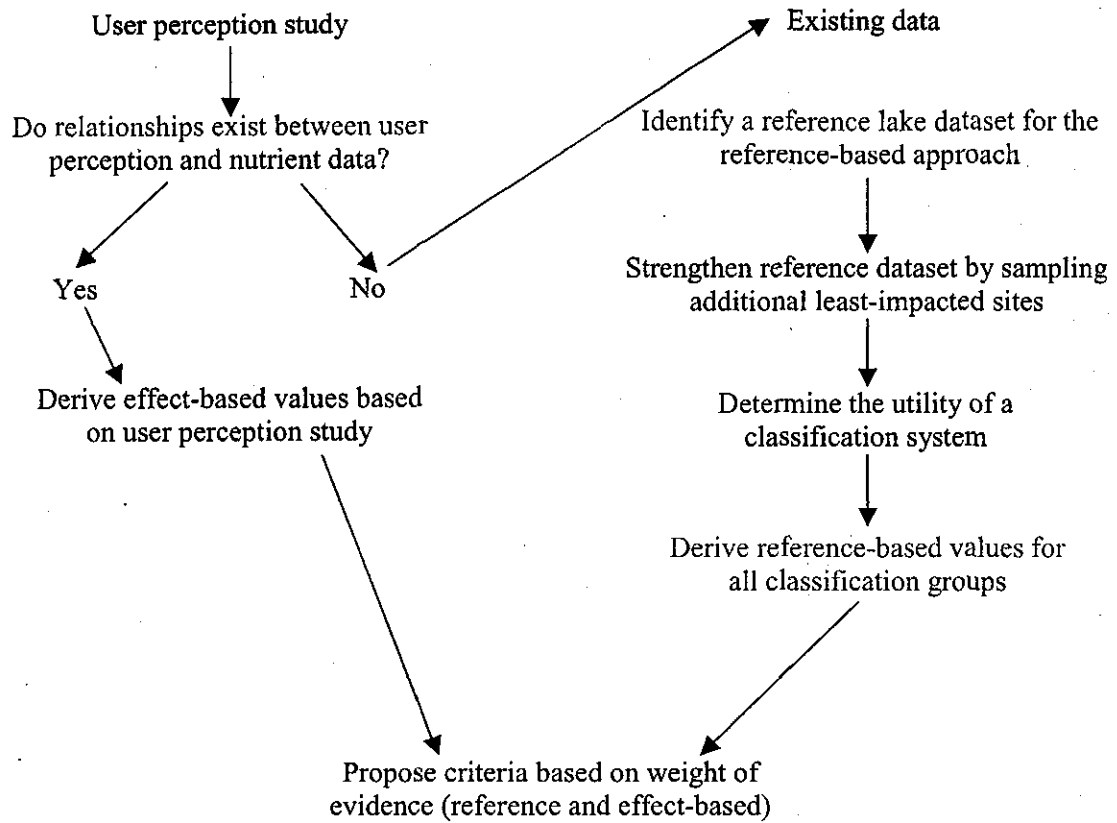 User perception study
Do relationships exist between user
perception and nutrient data?
Yes
No
Derive effect-based values based
on user perception study
Existing data
Identify a reference lake dataset for the
reference-based approach
Strengthen reference dataset by sampling
additional least-impacted sites
Determine the utility of a
classification system
Derive reference-based values for
all classification groups
Propose criteria based on weight of
evidence (reference and effect-based)